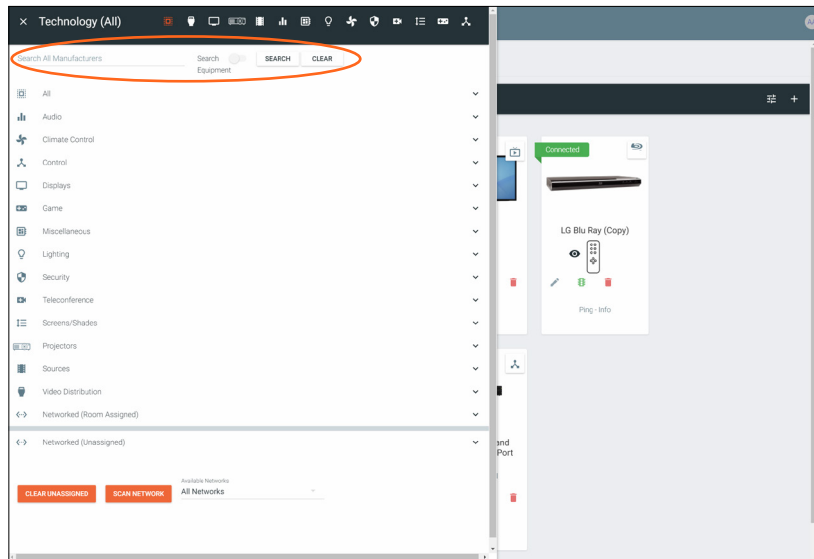 Technology (All)
Search All Manufacturers
Search
Equipment
SEARCH
CLEAR
All
Audio
Climate Control
Control
Displays
Game
Miscellaneous
Lighting
Security
Teleconference
Screens/Shades
Projectors
Sources
Video Distribution
Networked (Room Assigned)
Networked (Unassigned)
CLEAR UNASSIGNED
SCAN NETWORK
Available Networks
All Networks
Connected
LG Blu Ray (Copy)
Ping - Info
Port